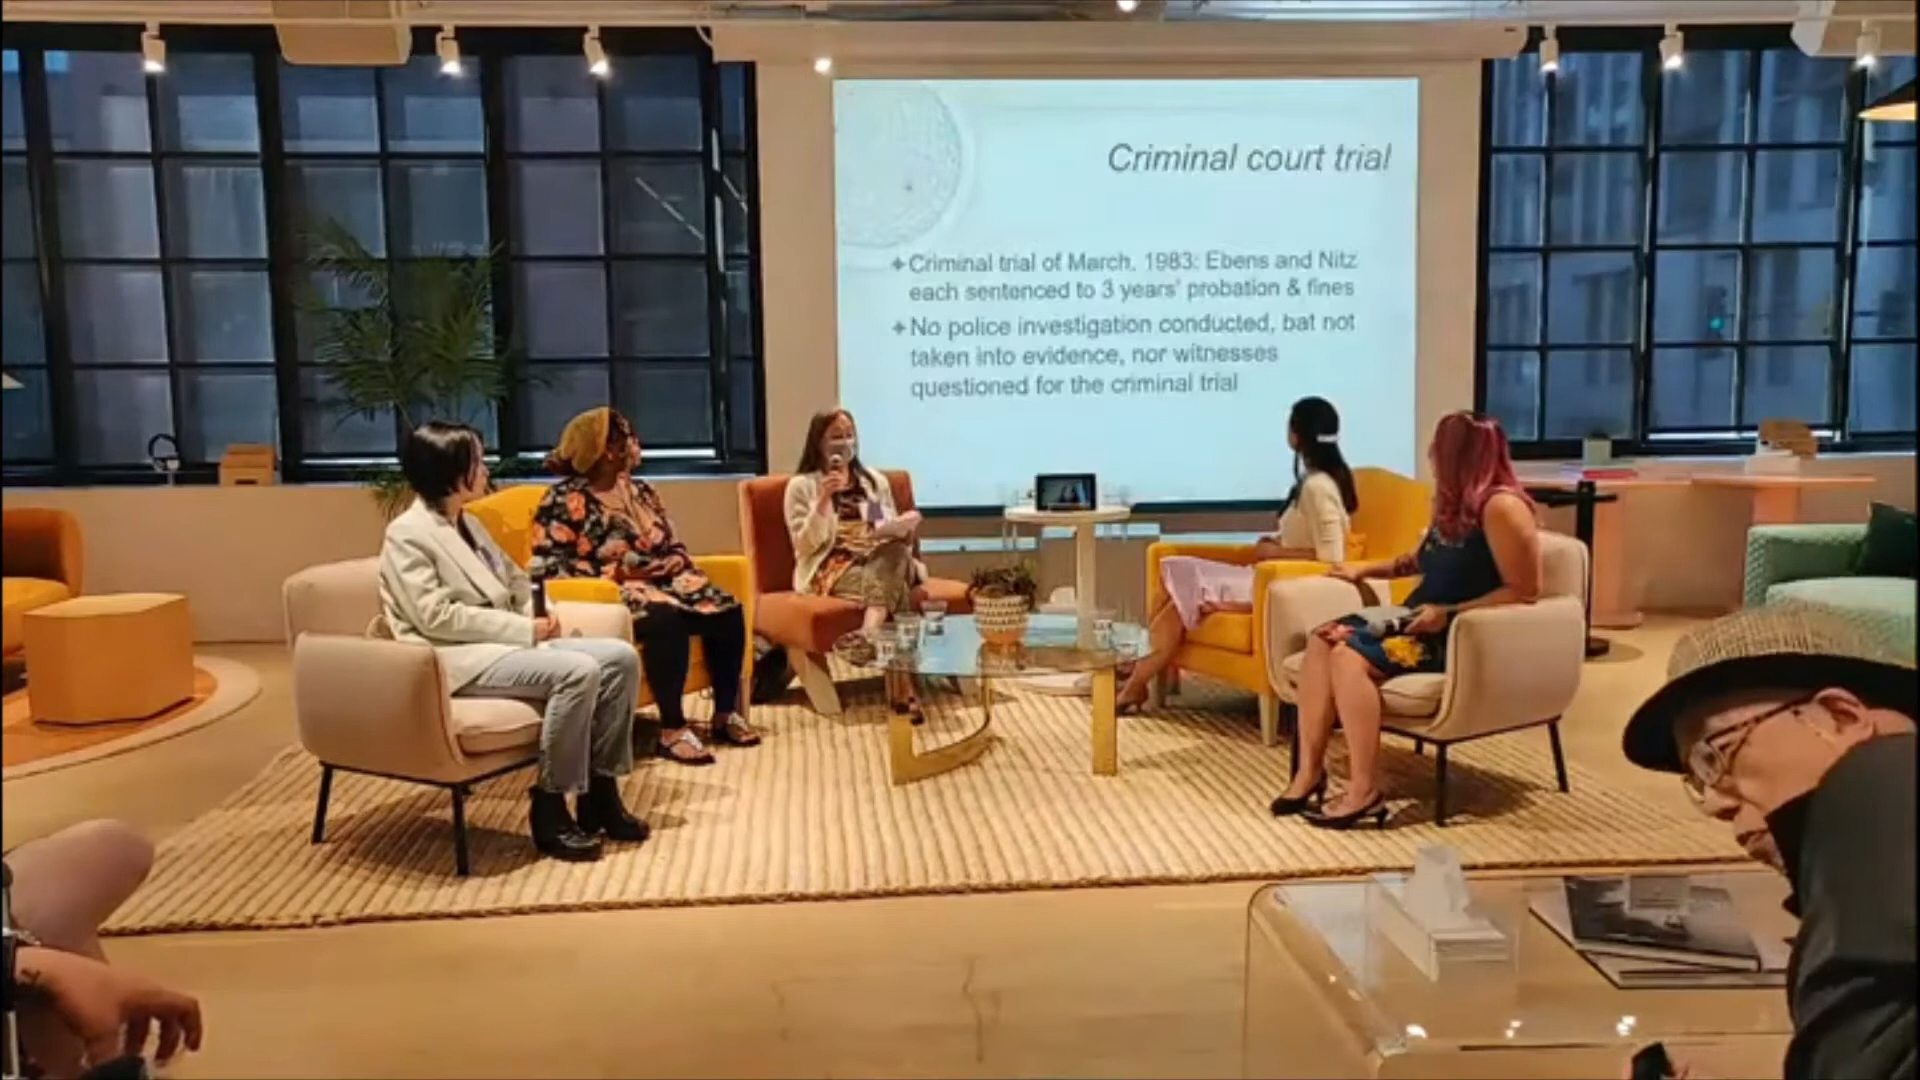 Criminal court trial
Criminal trial of March, 1983: Ebens and Nitz
each sentenced to 3 years' probation & fines
No police investigation conducted, bat not
taken into evidence, nor witnesses
questioned for the criminal trial